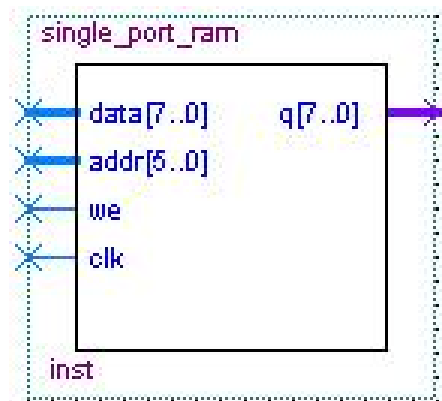 single_port_ram
data[7..0] q[7..0]
addr[5..0]
we
clk
inst